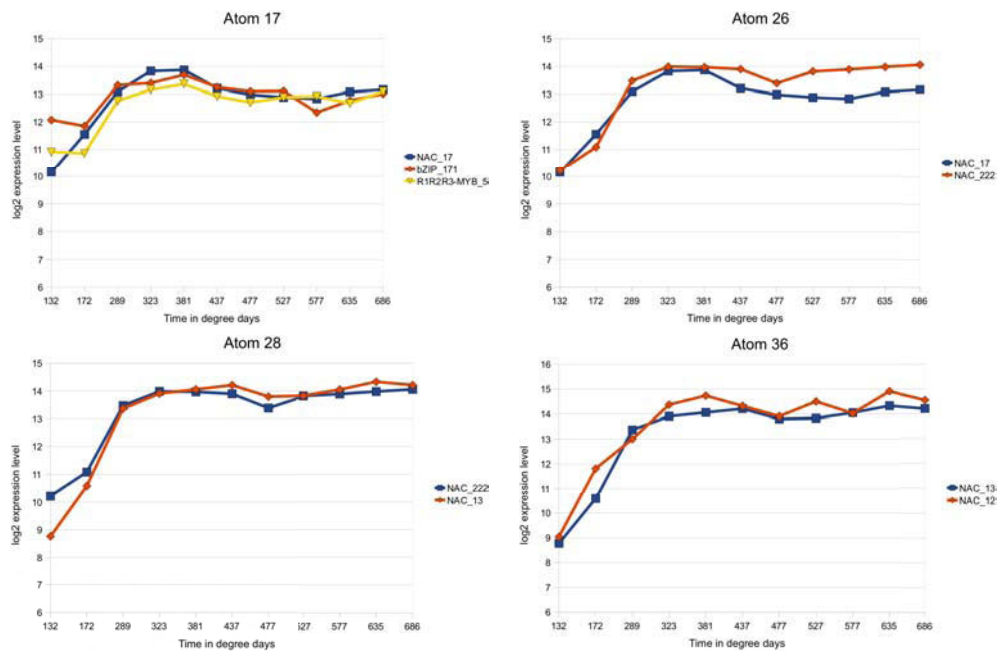 Atom 17
15
14
13
12
11
10
9
8
7
6
log2 expression level
132 172 289 323 381 437 477 527 577 635 686
Time in degree days
NAC_17
bZIP_171
R1R2R3-MYB_5
Atom 26
15
14
13
12
11
10
9
8
7
6
log2 expression level
132 172 289 323 381 437 477 527 577 635 686
Time in degree days
NAC_17
NAC_222
Atom 28
15
14
13
12
11
10
9
8
7
6
log2 expression level
132 172 289 323 381 437 477 527 577 635 686
Time in degree days
NAC_222
NAC_13
Atom 36
16
15
14
13
12
11
10
9
8
7
6
log2 expression level
132 172 289 323 381 437 477 527 577 635 686
Time in degree days
NAC_13
NAC_12